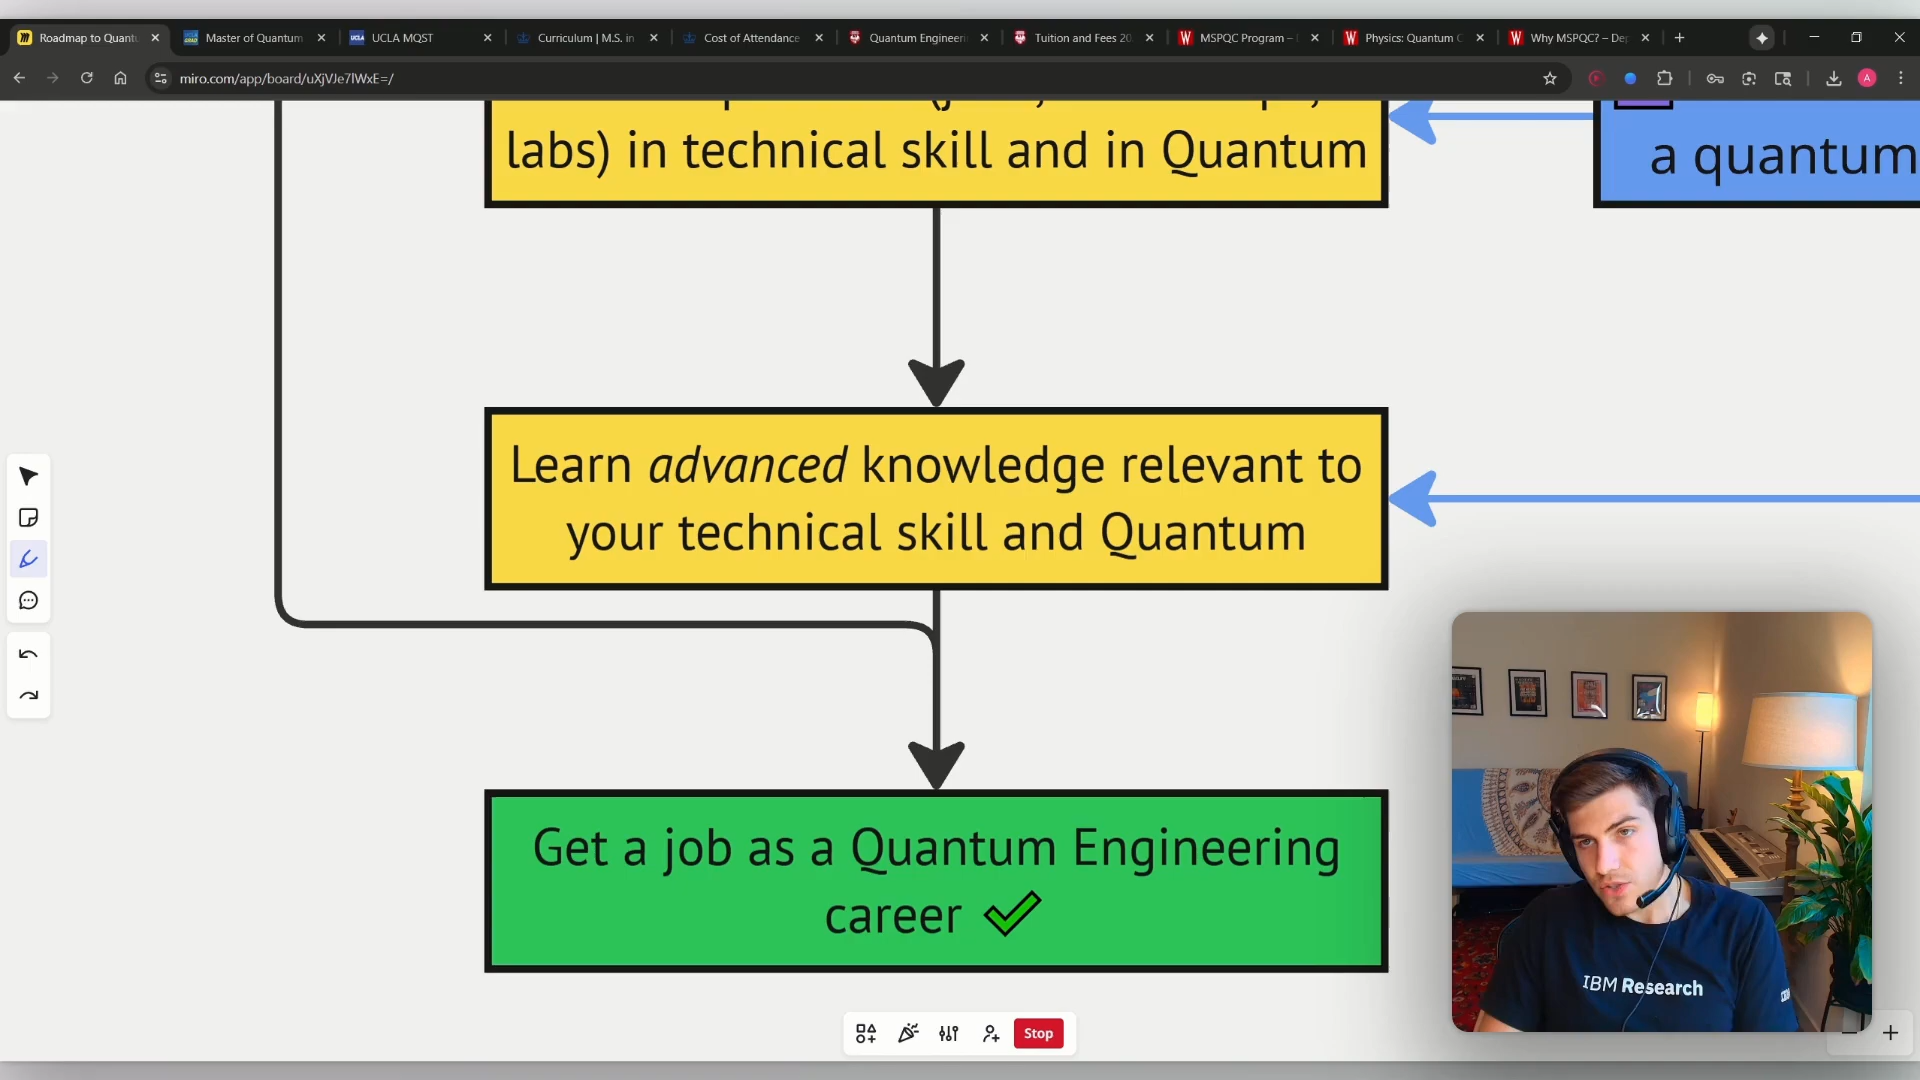 Roadmap to Quantu
Master of Quantum
UCLA MQST
Curriculum | M.S. in
Cost of Attendance
Quantum Engineeri
Tuition and Fees 20
MSPQC Program –
Physics: Quantum C
Why MSPQC? – De
miro.com/app/board/uXjVJe7lWxE=/
A
labs) in technical skill and in Quantum
a quantum
Learn advanced knowledge relevant to
your technical skill and Quantum
Get a job as a Quantum Engineering
career
Stop
IBM Research